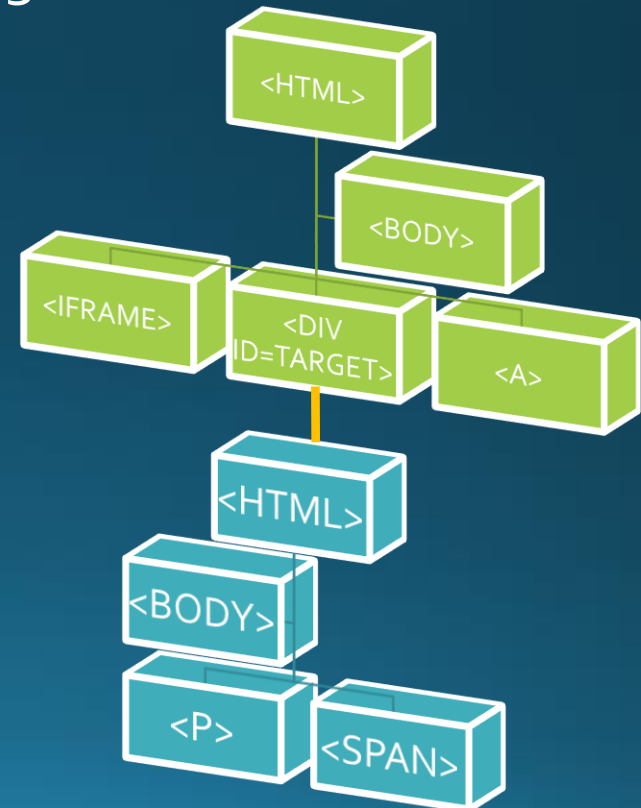 <HTML>
<BODY>
<IFRAME>
<DIV
ID=TARGET>
<A>
<HTML>
<BODY>
<P>
<SPAN>